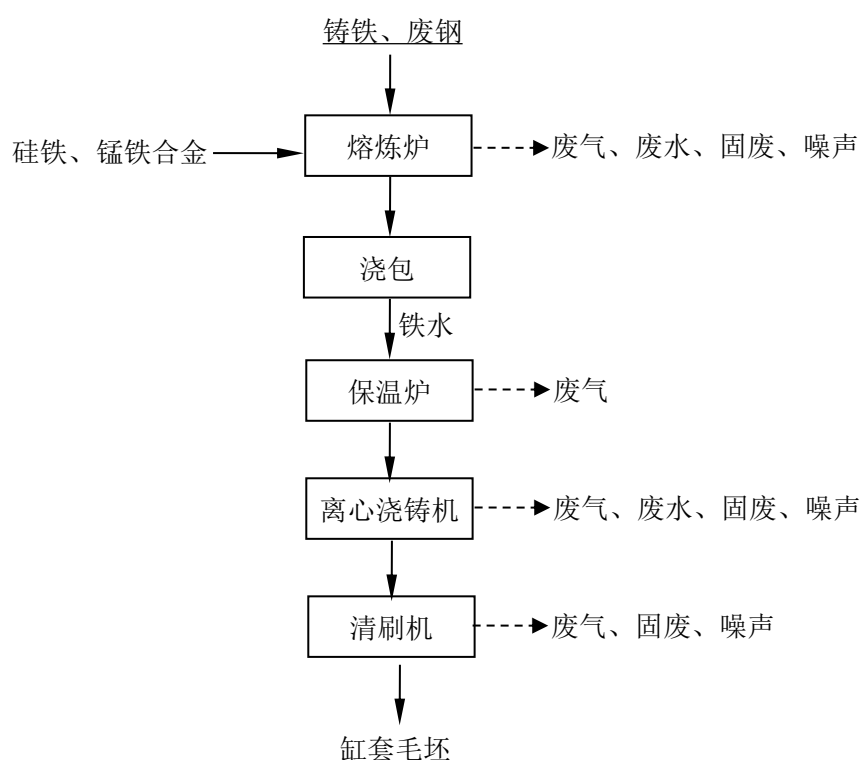 铸铁、废钢
硅铁、锰铁合金
熔炼炉
废气、废水、固废、噪声
浇包
铁水
保温炉
废气
离心浇铸机
废气、废水、固废、噪声
清刷机
废气、固废、噪声
缸套毛坯